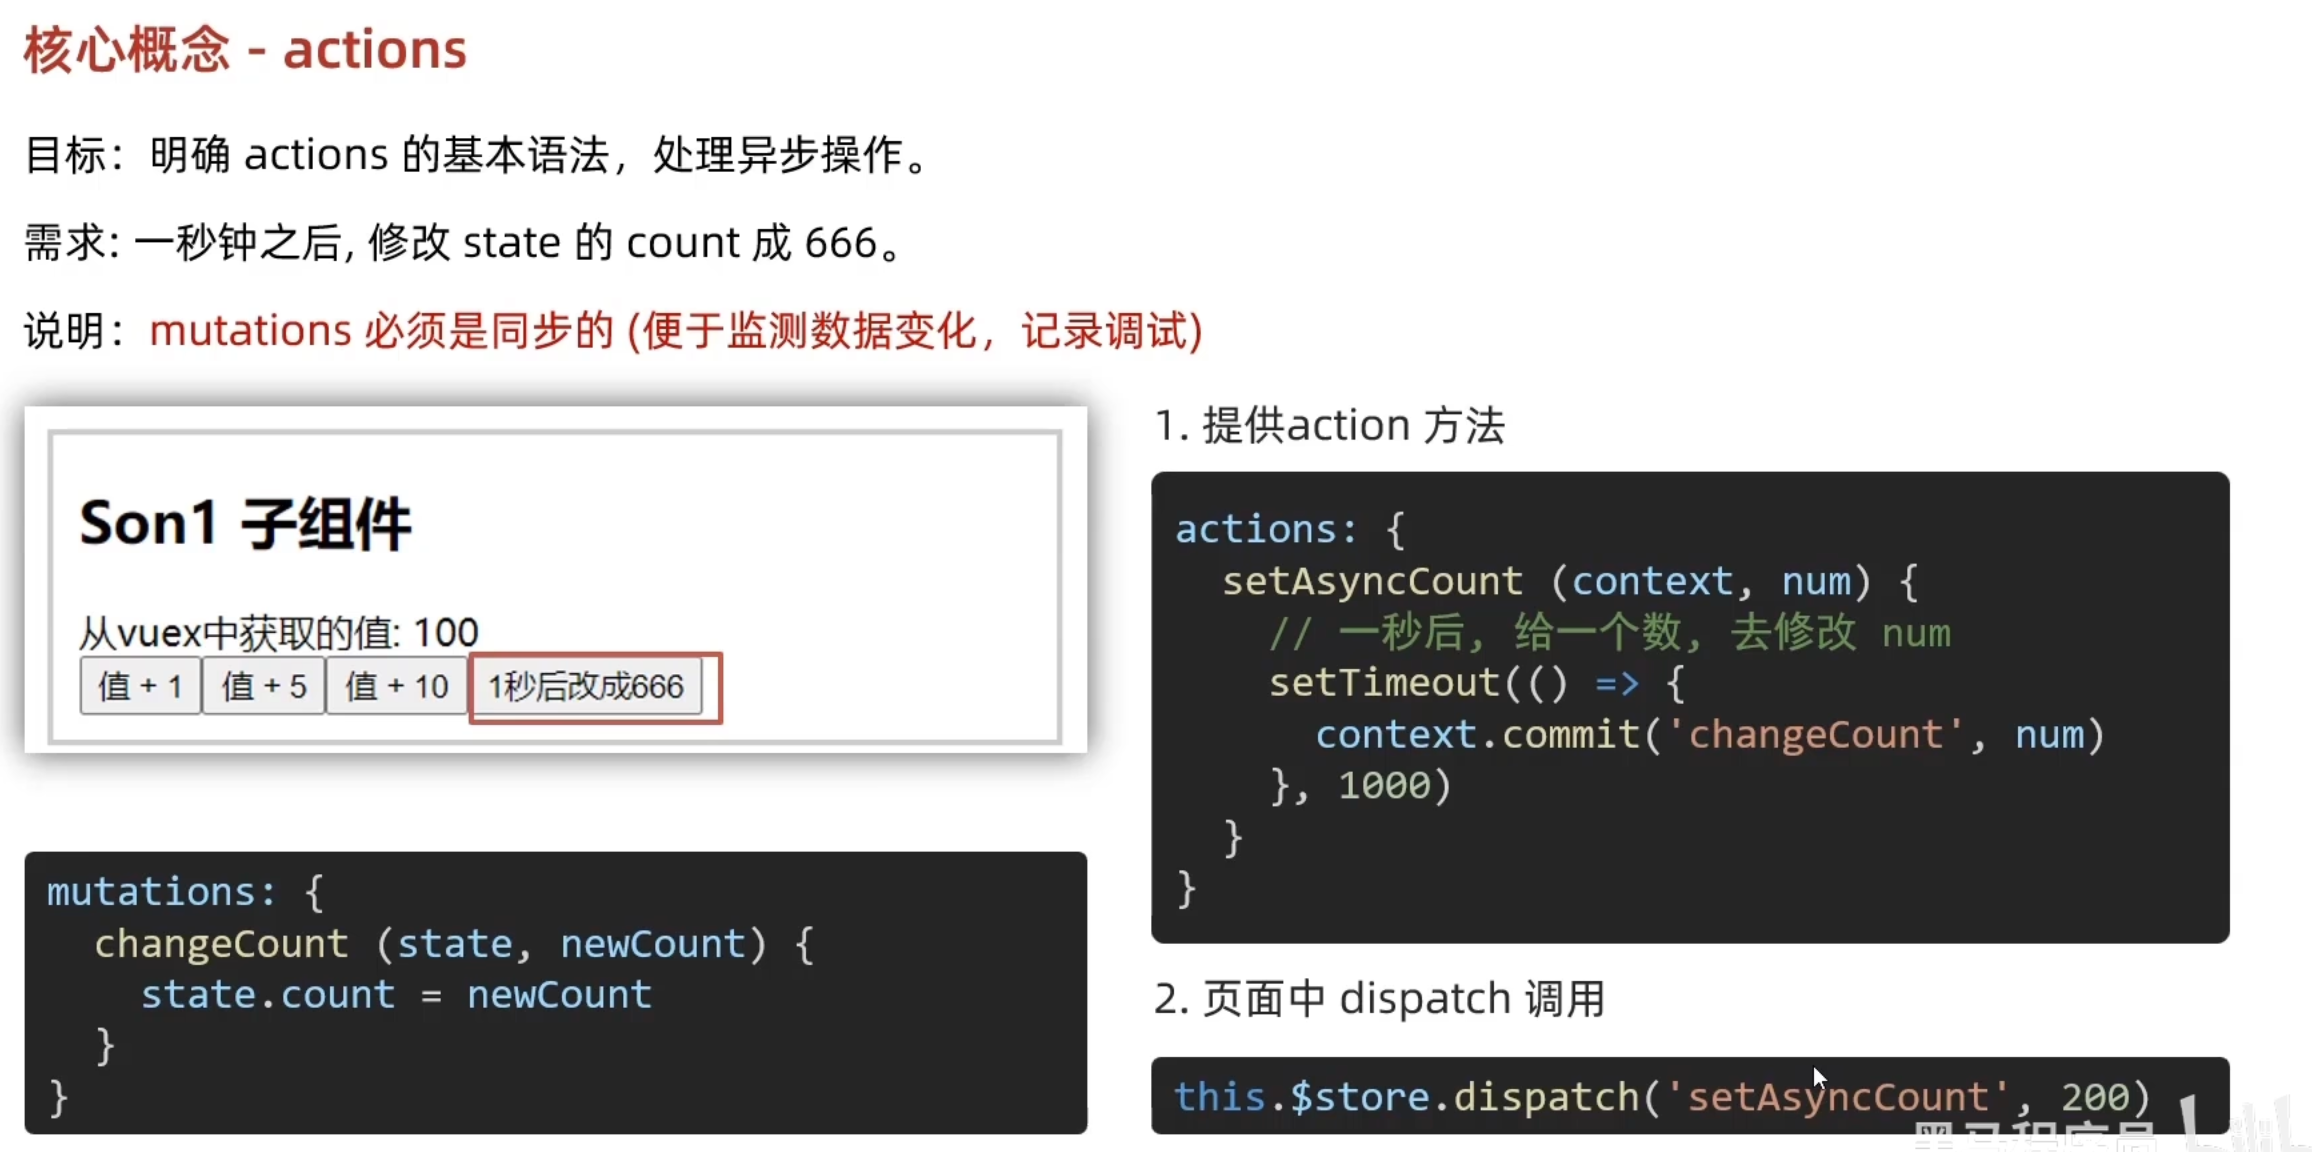 核心概念 - actions
目标：明确 actions 的基本语法，处理异步操作。
需求: 一秒钟之后, 修改 state 的 count 成 666。
说明：mutations 必须是同步的 (便于监测数据变化，记录调试)
Son1 子组件
从vuex中获取的值: 100
值 + 1 值 + 5 值 + 10 1秒后改成666
mutations: {
  changeCount (state, newCount) {
    state.count = newCount
  }
}
1. 提供action 方法
actions: {
  setAsyncCount (context, num) {
    // 一秒后, 给一个数, 去修改 num
    setTimeout(() => {
      context.commit('changeCount', num)
    }, 1000)
  }
}
2. 页面中 dispatch 调用
this.$store.dispatch('setAsyncCount', 200)
黑马程序员